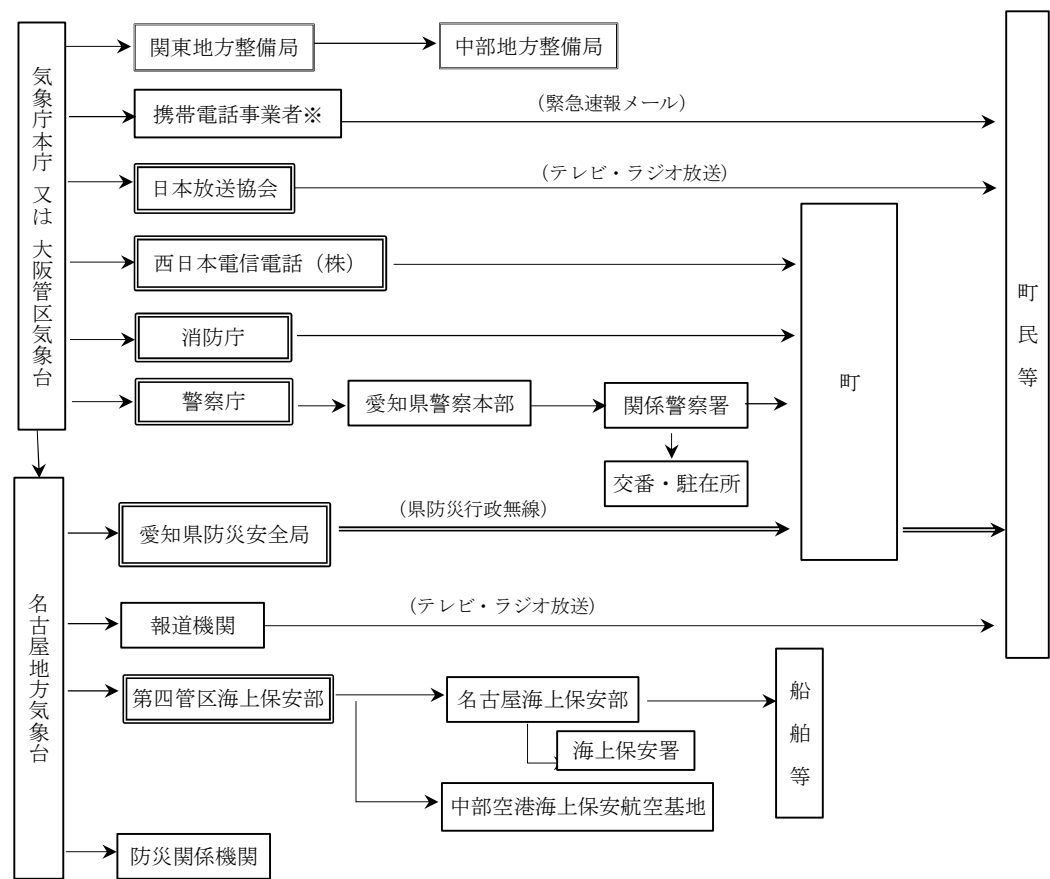 気象庁本庁 又は 大阪管区気象台
関東地方整備局
中部地方整備局
携帯電話事業者※
(緊急速報メール)
日本放送協会
(テレビ・ラジオ放送)
西日本電信電話（株）
消防庁
警察庁
愛知県警察本部
関係警察署
交番・駐在所
町
町民等
名古屋地方気象台
愛知県防災安全局
(県防災行政無線)
報道機関
(テレビ・ラジオ放送)
第四管区海上保安部
名古屋海上保安部
海上保安署
中部空港海上保安航空基地
船舶等
防災関係機関